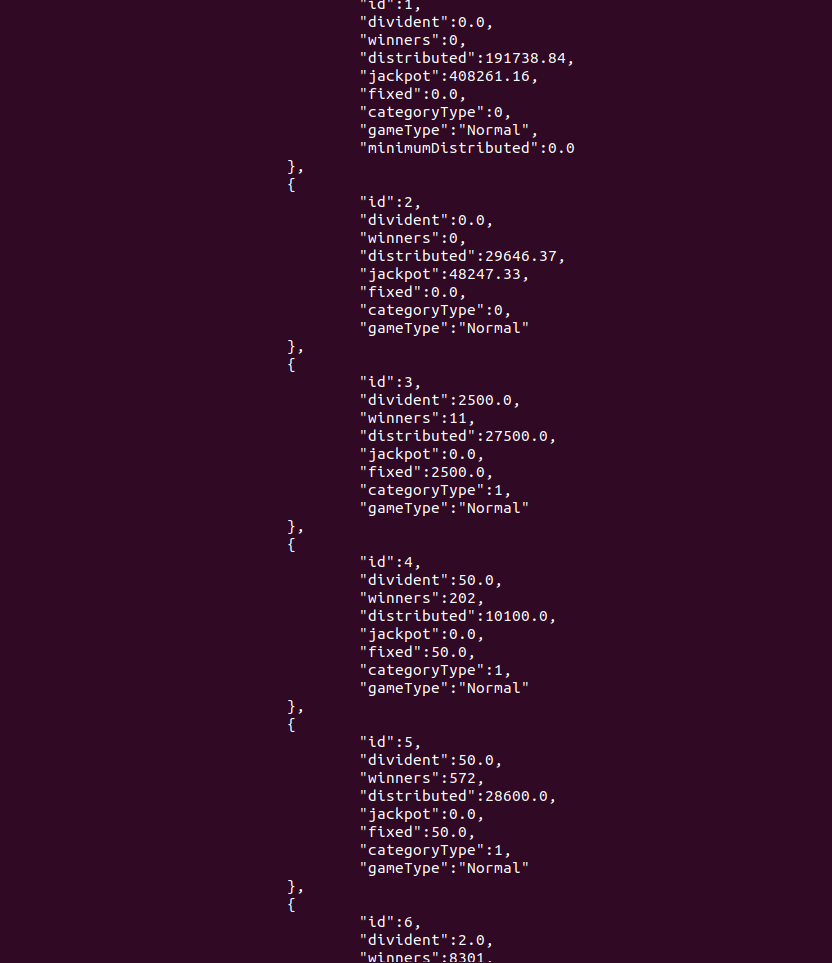 "id":1,
"divident":0.0,
"winners":0,
"distributed":191738.84,
"jackpot":408261.16,
"fixed":0.0,
"categoryType":0,
"gameType":"Normal",
"minimumDistributed":0.0
},
{
"id":2,
"divident":0.0,
"winners":0,
"distributed":29646.37,
"jackpot":48247.33,
"fixed":0.0,
"categoryType":0,
"gameType":"Normal"
},
{
"id":3,
"divident":2500.0,
"winners":11,
"distributed":27500.0,
"jackpot":0.0,
"fixed":2500.0,
"categoryType":1,
"gameType":"Normal"
},
{
"id":4,
"divident":50.0,
"winners":202,
"distributed":10100.0,
"jackpot":0.0,
"fixed":50.0,
"categoryType":1,
"gameType":"Normal"
},
{
"id":5,
"divident":50.0,
"winners":572,
"distributed":28600.0,
"jackpot":0.0,
"fixed":50.0,
"categoryType":1,
"gameType":"Normal"
},
{
"id":6,
"divident":2.0,
"winners":8301,